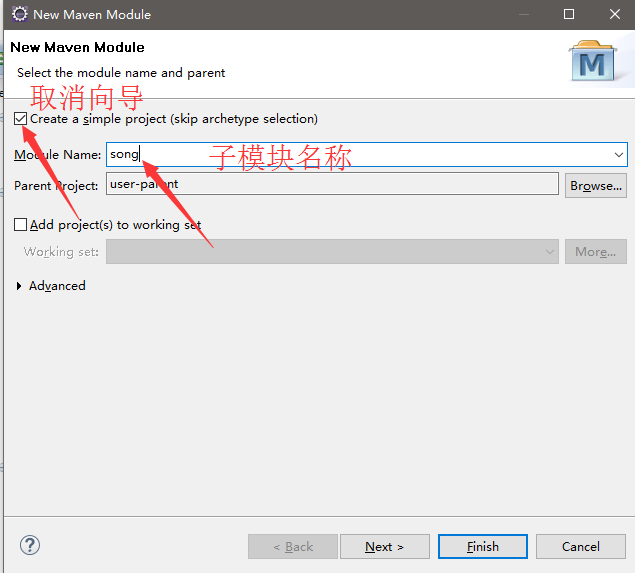 New Maven Module
New Maven Module
Select the module name and parent
M
取消向导
Create a simple project (skip archetype selection)
Module Name: song
子模块名称
Parent Project: user-parent Browse...
Add project(s) to working set
Working set: More...
Advanced
? < Back Next > Finish Cancel